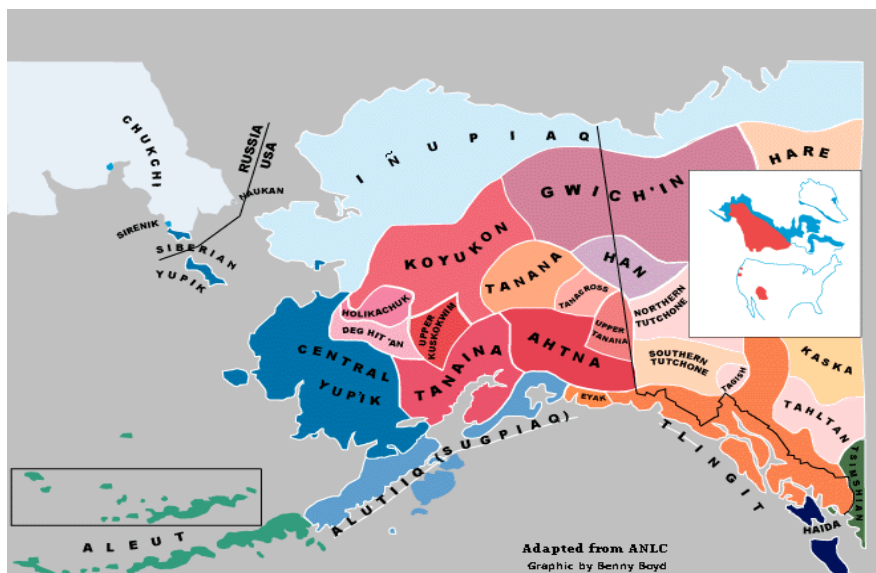 CHUKCHI
RUSSIA
USA
NAUKAN
SIRENIK
SIBERIAN
YUPIK
IÑUPIAQ
HARE
GWICH'IN
KOYUKON
HAN
TANANA
TANACROSS
HOLIKACHUK
DEG HIT'AN
UPPER
KUSKOKWIM
UPPER
TANANA
NORTHERN
TUTCHONE
SOUTHERN
TUTCHONE
TAGISH
KASKA
TAHLTAN
TSIMSHIAN
CENTRAL
YUP'IK
TANAINA
AHTNA
EYAK
TLINGIT
HAIDA
ALUTIIQ (SUGPIAQ)
ALEUT
Adapted from ANLC
Graphic by Benny Boyd